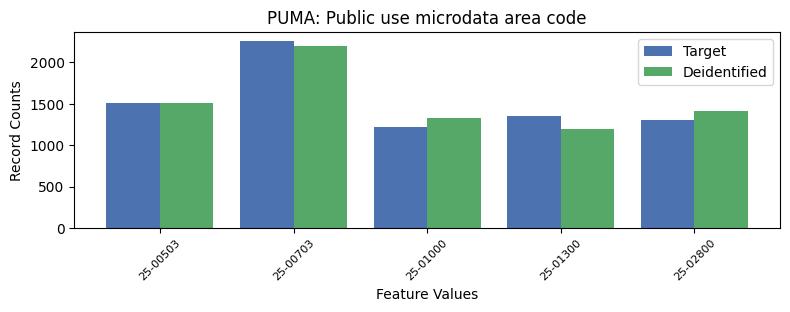 PUMA: Public use microdata area code
Target
Deidentified
Record Counts
2000
1500
1000
500
0
25-00503
25-00703
25-01000
25-01300
25-02800
Feature Values